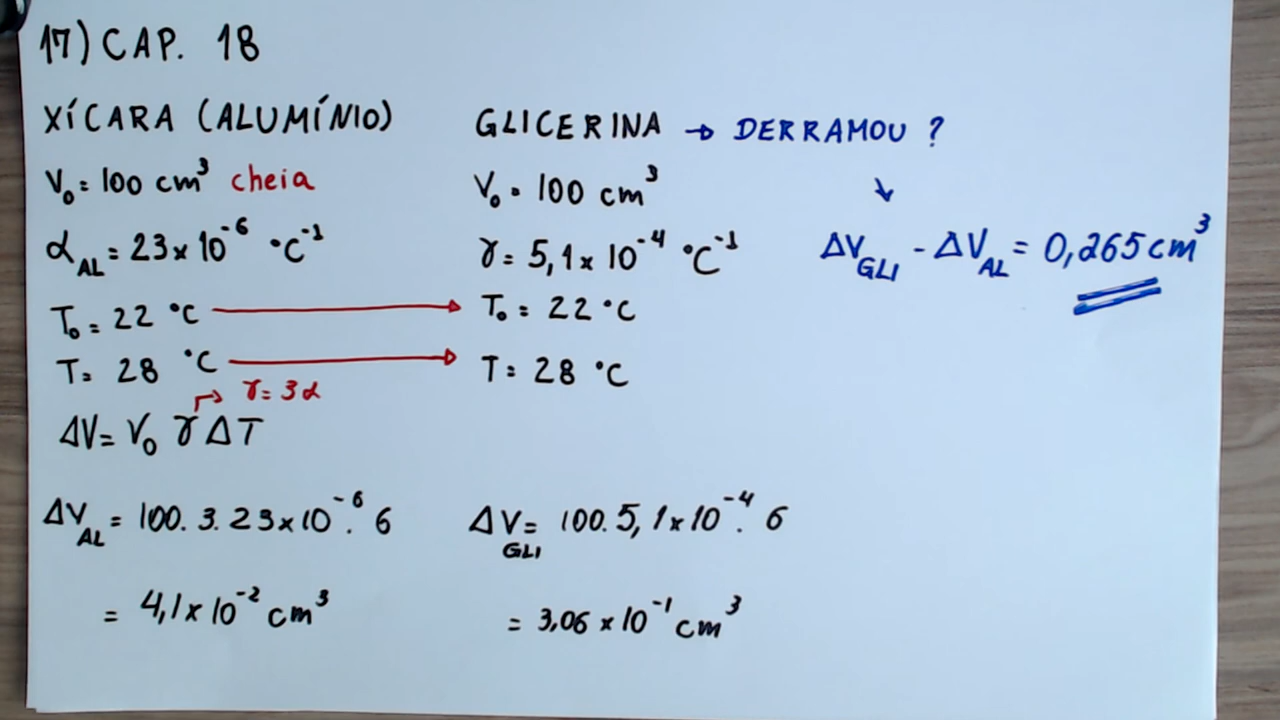 17) CAP. 18
XÍCARA (ALUMÍNIO)
V₀ = 100 cm³ cheia
α_AL = 23 x 10⁻⁶ °C⁻¹
T₀ = 22 °C
T = 28 °C
γ = 3α
ΔV = V₀ γ ΔT
ΔV_AL = 100. 3. 23 x 10⁻⁶. 6
= 4,1 x 10⁻² cm³
GLICERINA → DERRAMOU ?
V₀ = 100 cm³
γ = 5,1 x 10⁻⁴ °C⁻¹
T₀ = 22 °C
T = 28 °C
ΔV_GLI = 100. 5,1 x 10⁻⁴. 6
= 3,06 x 10⁻¹ cm³
ΔV_GLI - ΔV_AL = 0,265 cm³